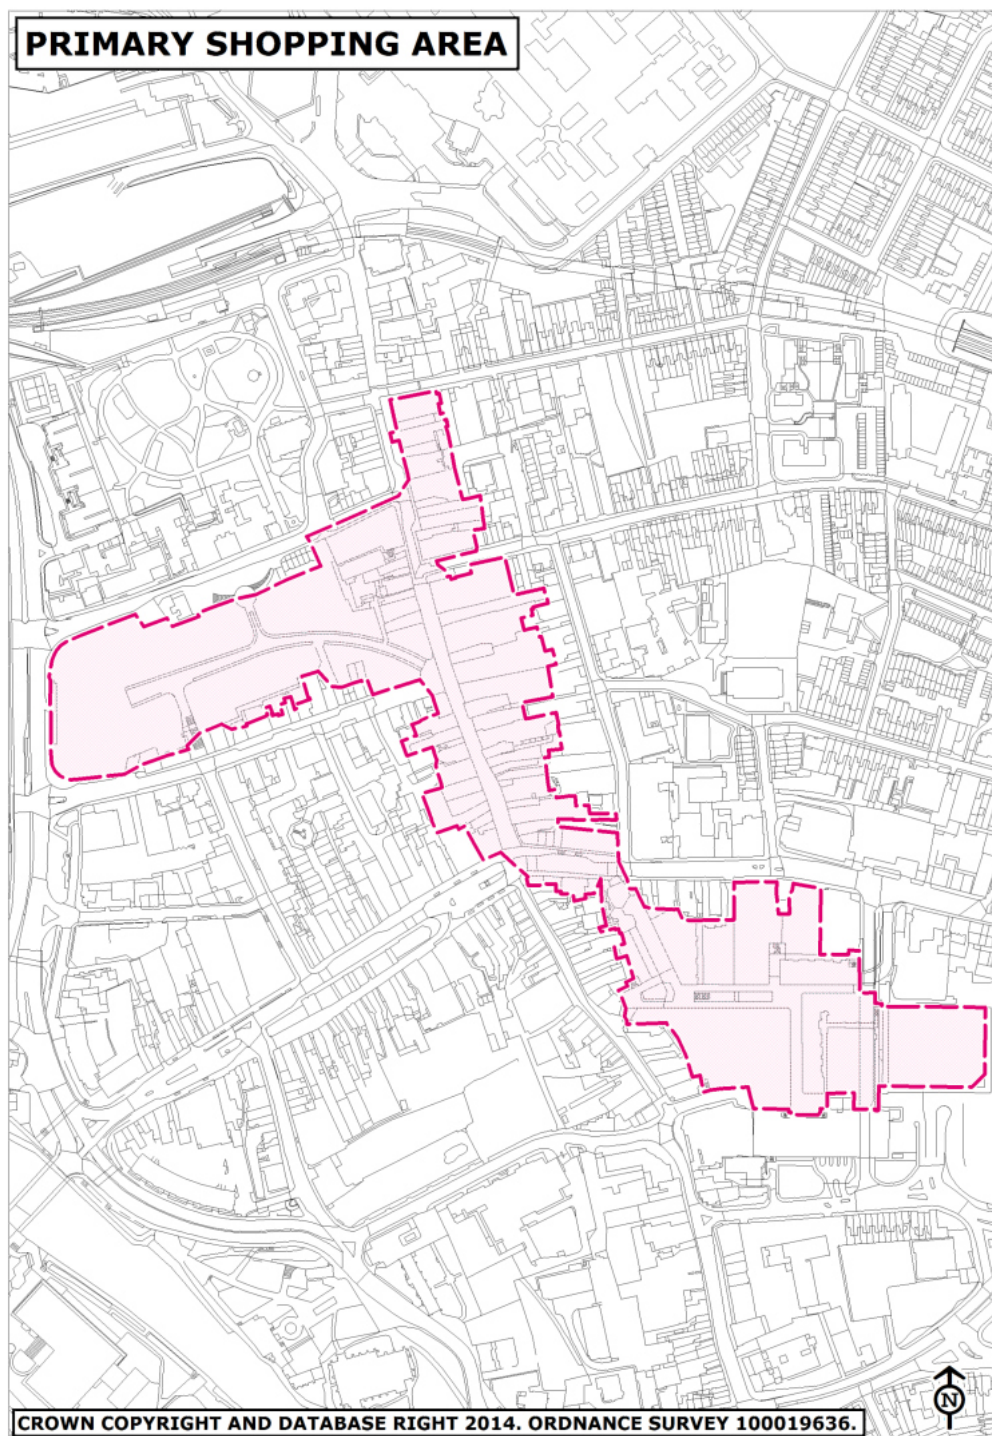 PRIMARY SHOPPING AREA
N
CROWN COPYRIGHT AND DATABASE RIGHT 2014. ORDNANCE SURVEY 100019636.